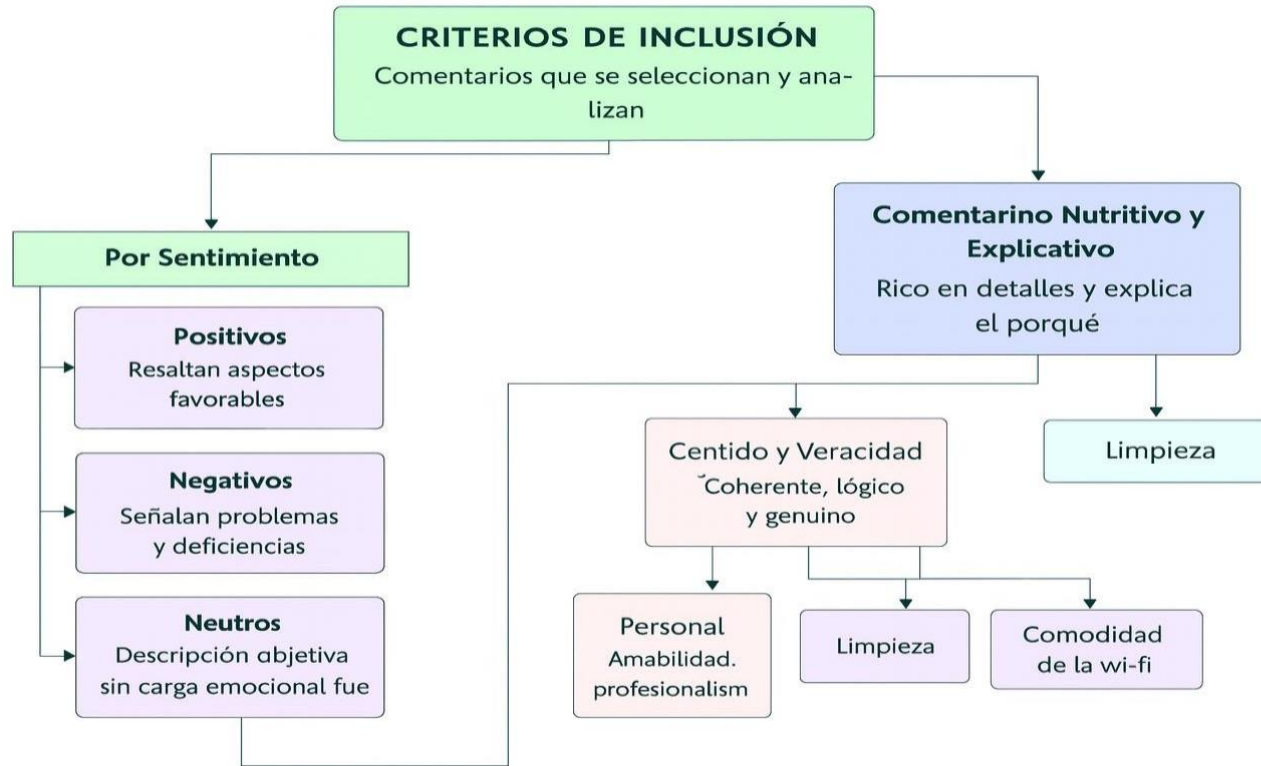 CRITERIOS DE INCLUSIÓN
Comentarios que se seleccionan y ana-
lizan
Por Sentimiento
Positivos
Resaltan aspectos
favorables
Negativos
Señalan problemas
y deficiencias
Neutros
Descripción abjetiva
sin carga emocional fue
Comentarino Nutritivo y
Explicativo
Rico en detalles y explica
el porqué
Centido y Veracidad
Coherente, lógico
y genuino
Limpieza
Personal
Amabilidad.
profesionalism
Limpieza
Comodidad
de la wi-fi